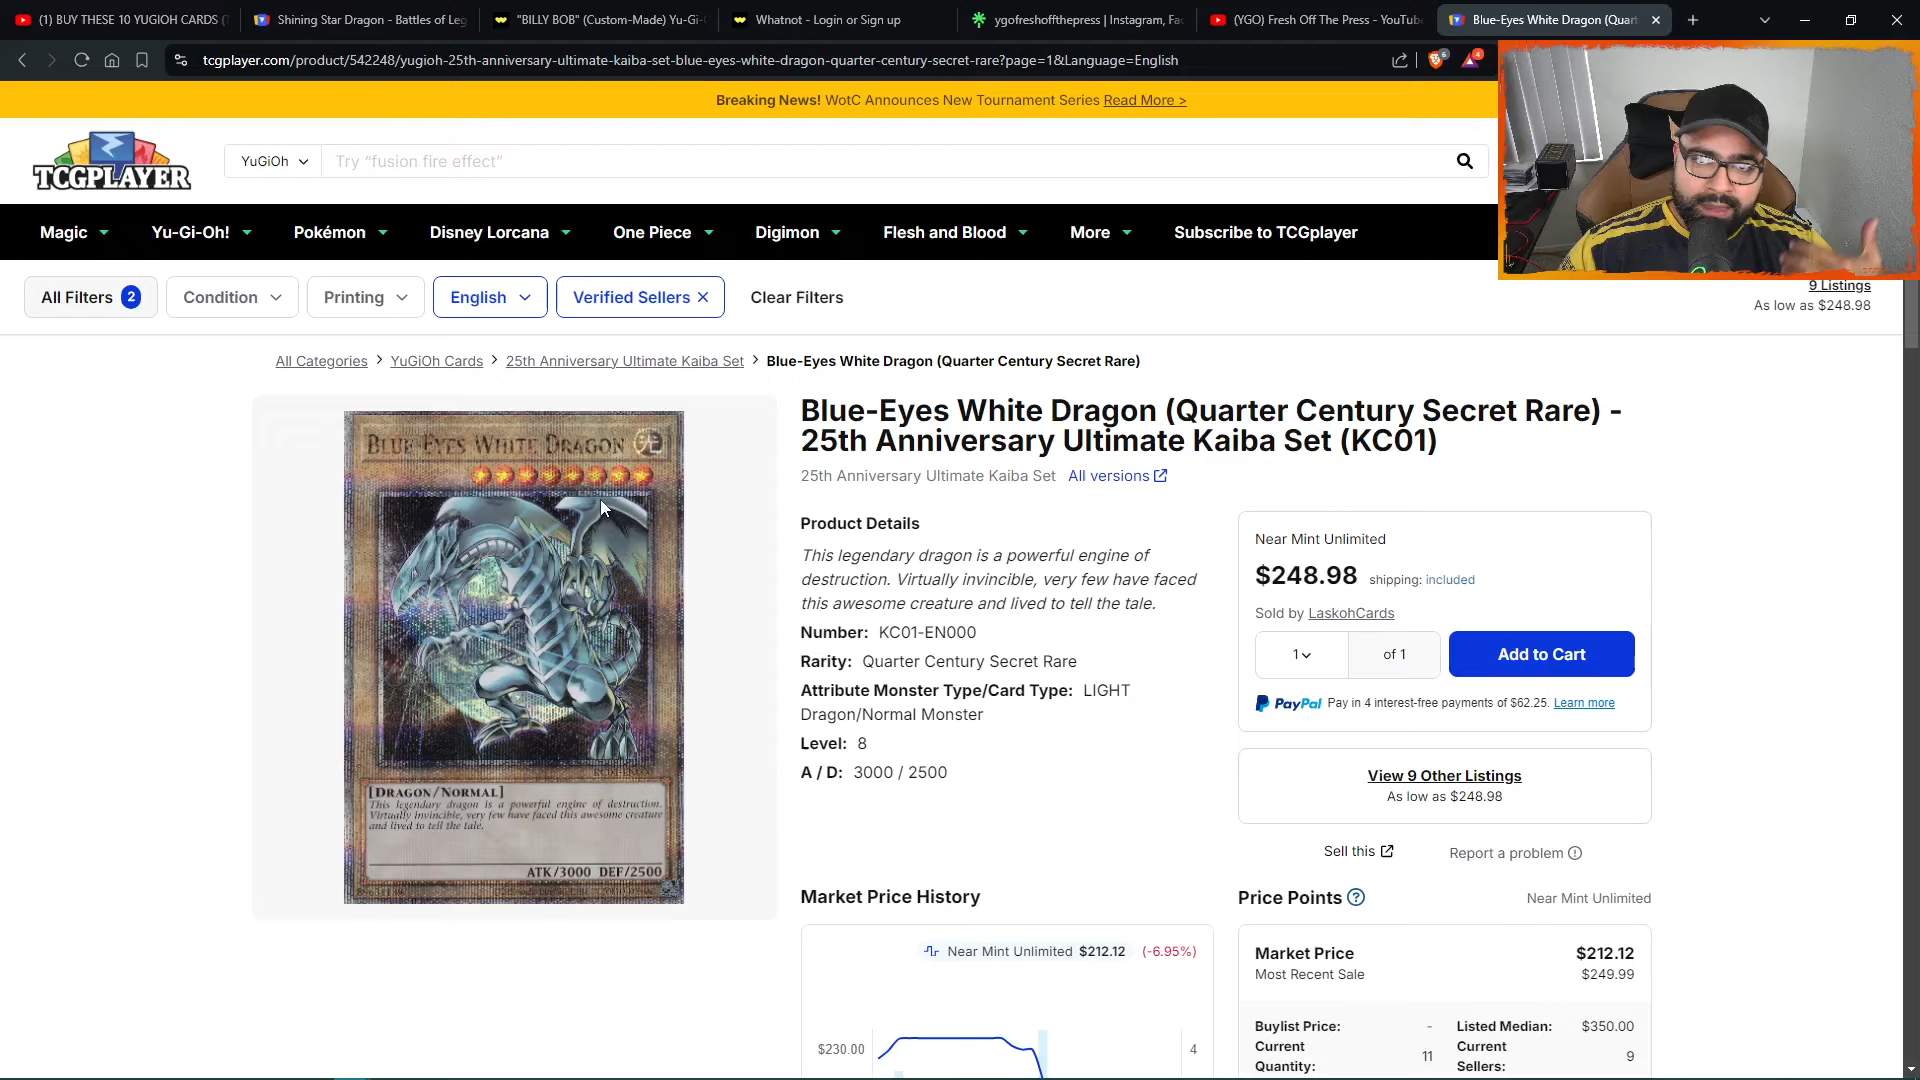 (1) BUY THESE 10 YUGIOH CARDS (
Shining Star Dragon - Battles of Leg
"BILLY BOB" (Custom-Made) Yu-Gi-
Whatnot - Login or Sign up
ygofreshoffthepress | Instagram, Fac
(YGO) Fresh Off The Press - YouTube
Blue-Eyes White Dragon (Quart
tcgplayer.com/product/542248/yugioh-25th-anniversary-ultimate-kaiba-set-blue-eyes-white-dragon-quarter-century-secret-rare?page=1&Language=English
6
4
Breaking News! WotC Announces New Tournament Series Read More >
TCGPLAYER
YuGiOh
Try "fusion fire effect"
Magic
Yu-Gi-Oh!
Pokémon
Disney Lorcana
One Piece
Digimon
Flesh and Blood
More
Subscribe to TCGplayer
All Filters 2
Condition
Printing
English
Verified Sellers
Clear Filters
9 Listings
As low as $248.98
All Categories > YuGiOh Cards > 25th Anniversary Ultimate Kaiba Set > Blue-Eyes White Dragon (Quarter Century Secret Rare)
BLUE-EYES WHITE DRAGON
KC01-EN000
[DRAGON/NORMAL]
This legendary dragon is a powerful engine of destruction.
Virtually invincible, very few have faced this awesome creature
and lived to tell the tale.
ATK/3000 DEF/2500
Blue-Eyes White Dragon (Quarter Century Secret Rare) -
25th Anniversary Ultimate Kaiba Set (KC01)
25th Anniversary Ultimate Kaiba Set All versions
Product Details
This legendary dragon is a powerful engine of
destruction. Virtually invincible, very few have faced
this awesome creature and lived to tell the tale.
Number: KC01-EN000
Rarity: Quarter Century Secret Rare
Attribute Monster Type/Card Type: LIGHT
Dragon/Normal Monster
Level: 8
A / D: 3000 / 2500
Near Mint Unlimited
$248.98 shipping: included
Sold by LaskohCards
1 of 1
Add to Cart
PayPal Pay in 4 interest-free payments of $62.25. Learn more
View 9 Other Listings
As low as $248.98
Sell this
Report a problem
Market Price History
Near Mint Unlimited $212.12 (-6.95%)
$230.00
4
Price Points
Near Mint Unlimited
Market Price $212.12
Most Recent Sale $249.99
Buylist Price: -
Listed Median: $350.00
Current
Quantity: 11
Current
Sellers: 9